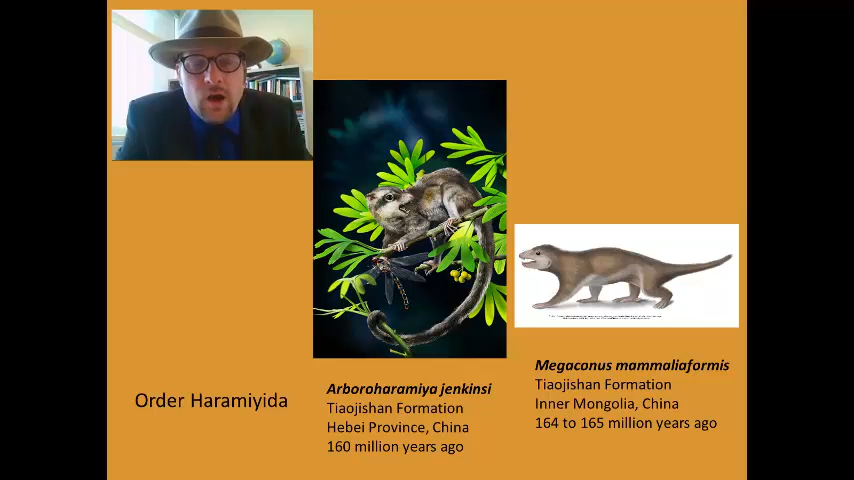 Order Haramiyida
Arboroharamiya jenkinsi
Tiaojishan Formation
Hebei Province, China
160 million years ago
Megaconus mammaliaformis
Tiaojishan Formation
Inner Mongolia, China
164 to 165 million years ago